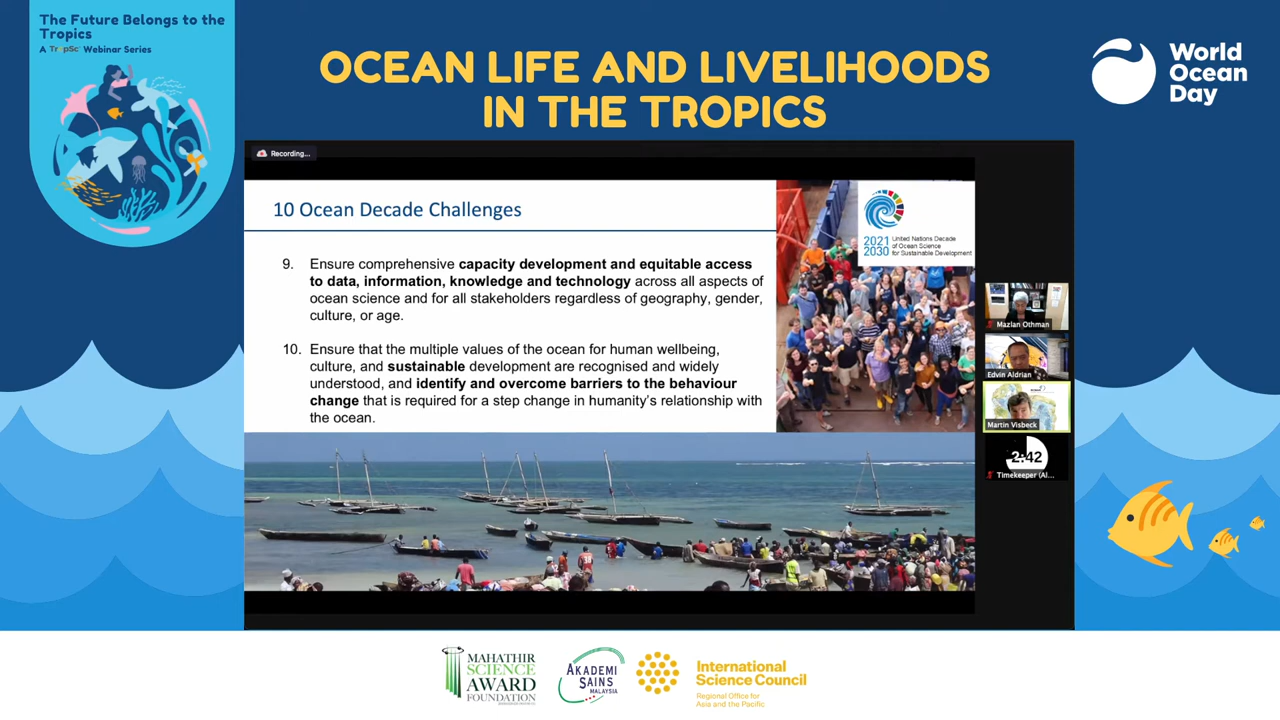 The Future Belongs to the
Tropics
A TropSc Webinar Series
OCEAN LIFE AND LIVELIHOODS
IN THE TROPICS
World
Ocean
Day
Recording...
10 Ocean Decade Challenges
2021
2030
United Nations Decade
of Ocean Science
for Sustainable Development
9. Ensure comprehensive capacity development and equitable access
to data, information, knowledge and technology across all aspects of
ocean science and for all stakeholders regardless of geography, gender,
culture, or age.
10. Ensure that the multiple values of the ocean for human wellbeing,
culture, and sustainable development are recognised and widely
understood, and identify and overcome barriers to the behaviour
change that is required for a step change in humanity's relationship with
the ocean.
Mazlan Othman
Edvin Aldrian
Martin Visbeck
2:42
Timekeeper (Al...
MAHATHIR
SCIENCE
AWARD
FOUNDATION
AKADEMI
SAINS
MALAYSIA
International
Science Council
Regional Office for
Asia and the Pacific